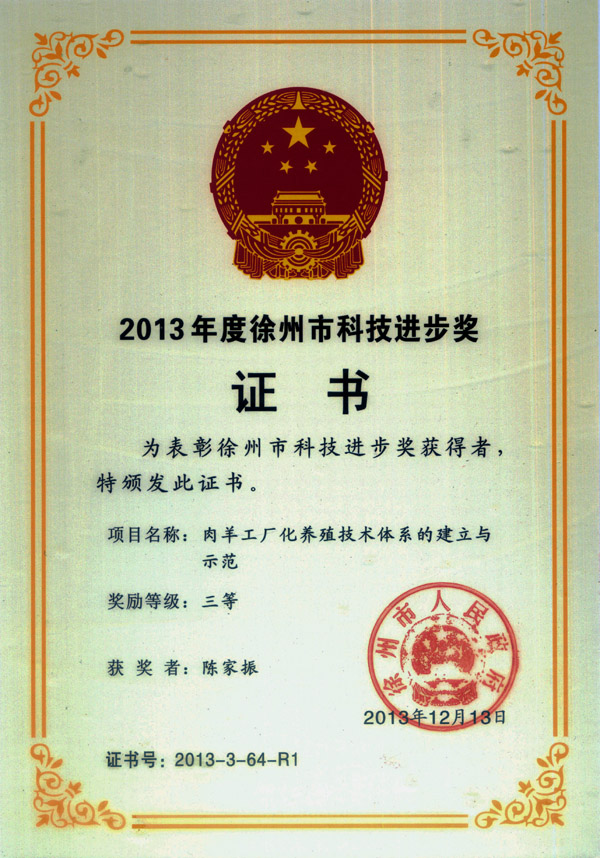 2013年度徐州市科技进步奖
证 书
为表彰徐州市科技进步奖获得者,
特颁发此证书。
项目名称: 肉羊工厂化养殖技术体系的建立与
示范
奖励等级: 三等
获 奖 者: 陈家振
徐州市人民政府
2013年12月13日
证书号: 2013-3-64-R1